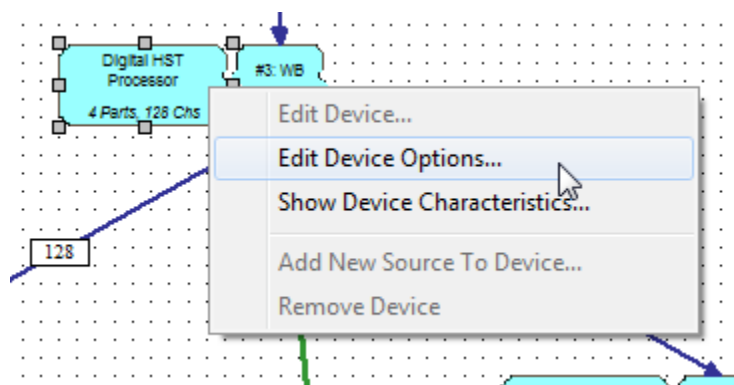 Digital HST
Processor
4 Parts, 128 Chs
#3: WB
Edit Device...
Edit Device Options...
Show Device Characteristics...
128
Add New Source To Device...
Remove Device